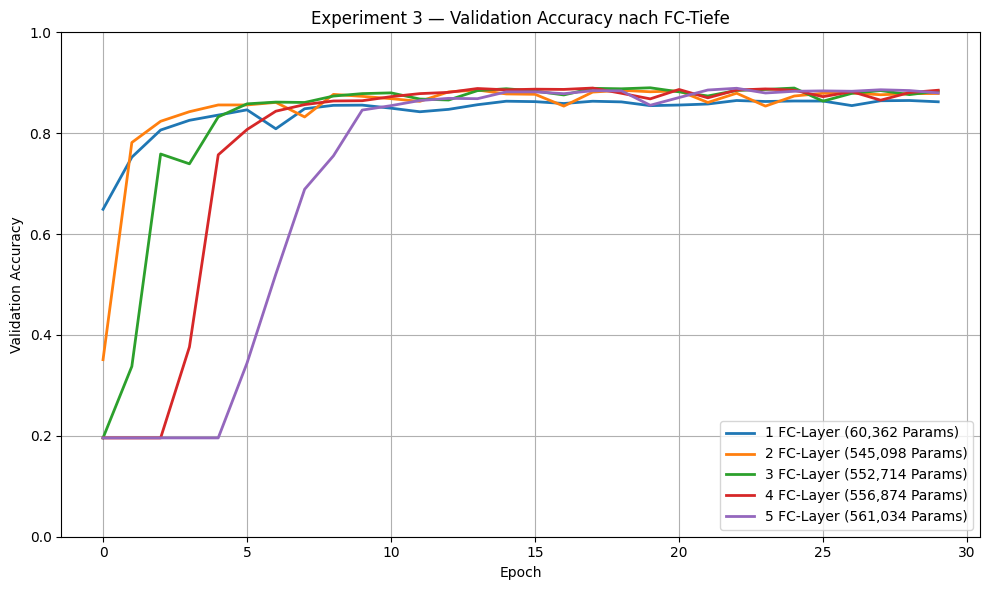 Experiment 3 — Validation Accuracy nach FC-Tiefe
1.0
0.8
0.6
0.4
0.2
0.0
Validation Accuracy
0 5 10 15 20 25 30
Epoch
1 FC-Layer (60,362 Params)
2 FC-Layer (545,098 Params)
3 FC-Layer (552,714 Params)
4 FC-Layer (556,874 Params)
5 FC-Layer (561,034 Params)